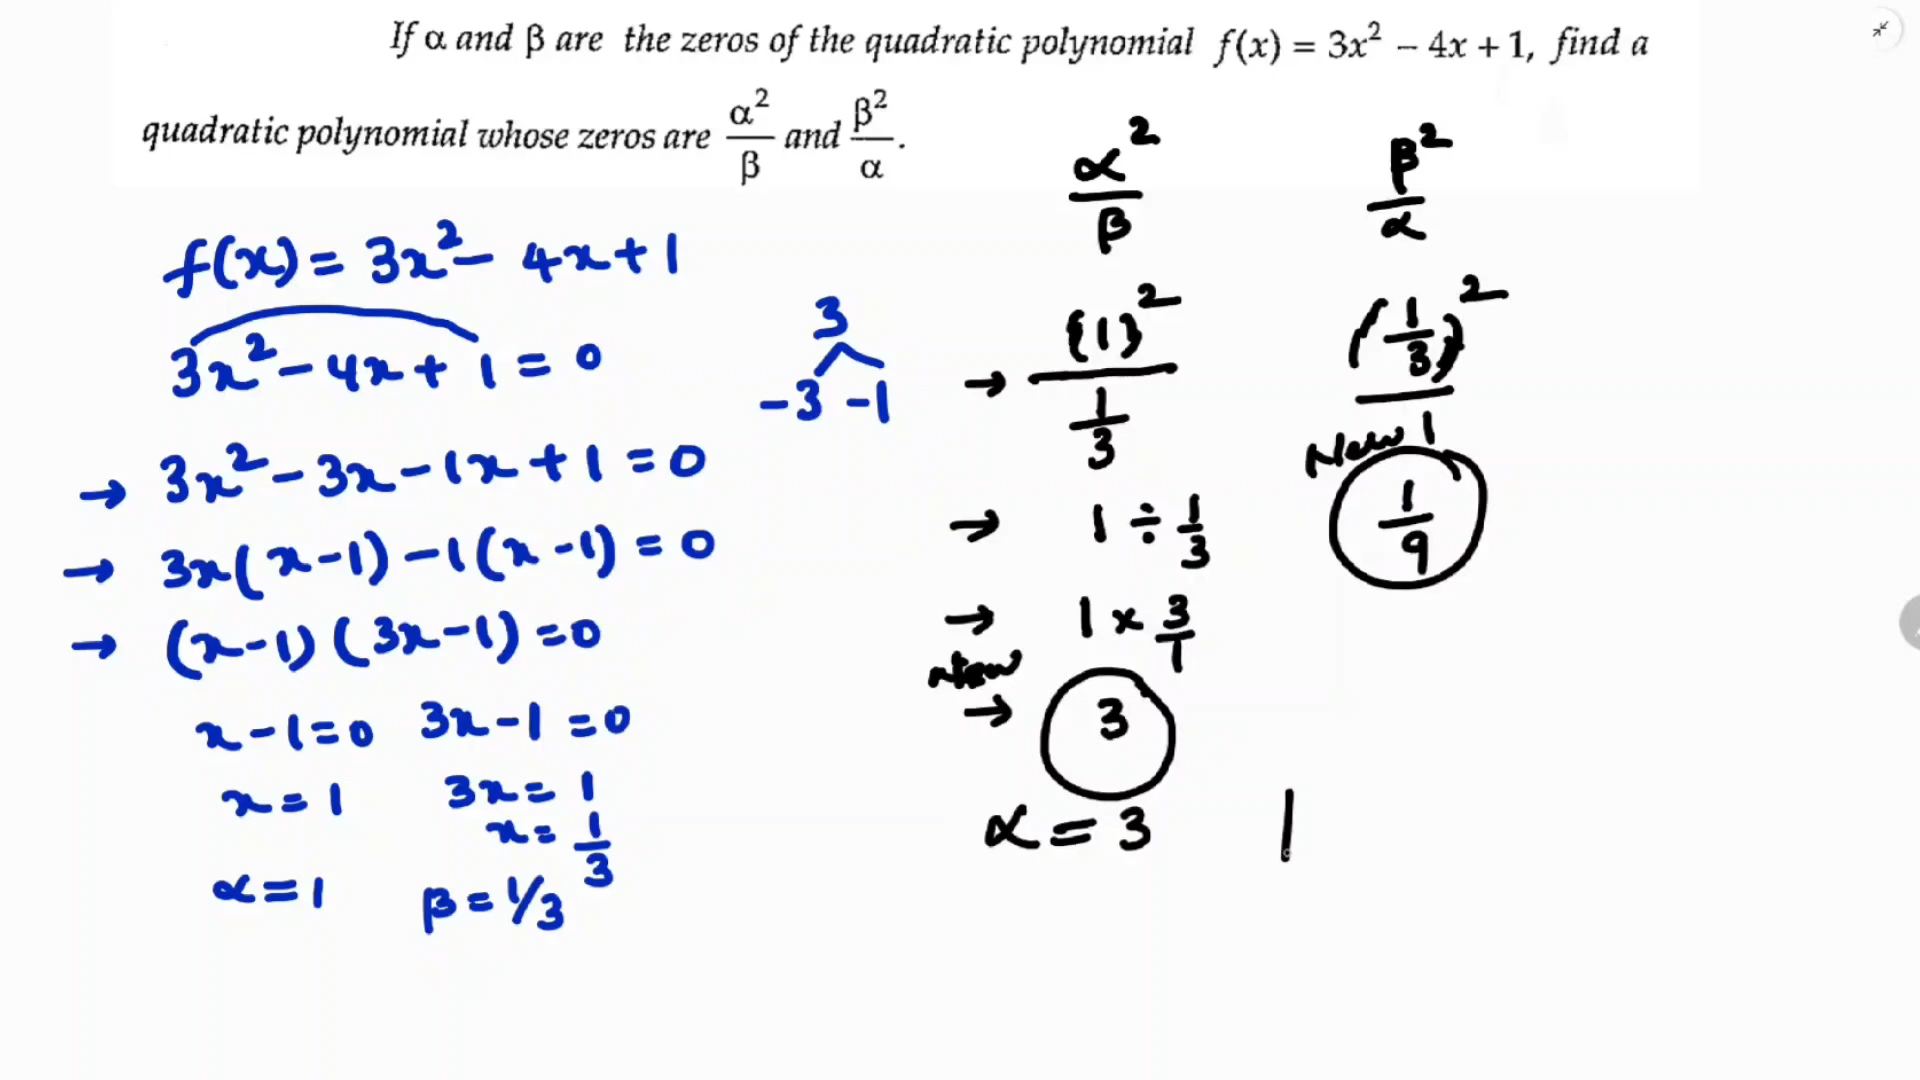 If α and β are the zeros of the quadratic polynomial f(x) = 3x² − 4x + 1, find a
quadratic polynomial whose zeros are α²/β and β²/α.
f(x) = 3x² − 4x + 1
3x² − 4x + 1 = 0
3
−3 −1
→ 3x² − 3x − 1x + 1 = 0
→ 3x(x−1) −1(x−1) = 0
→ (x−1)(3x−1) = 0
x−1=0 3x−1=0
x = 1 3x = 1
x = 1/3
α = 1 β = 1/3
α²/β β²/α
→ (1)²/(1/3) (1/3)²/1
→ 1 ÷ 1/3
New 1/9
→ 1 × 3/1
New
→ 3
α = 3 |